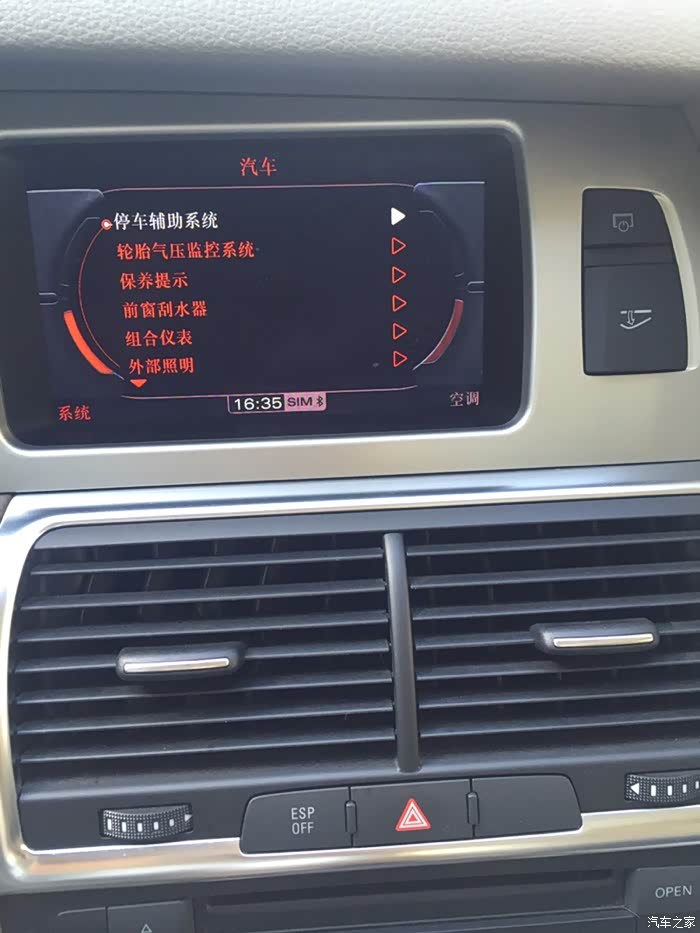 汽车
停车辅助系统
轮胎气压监控系统
保养提示
前窗刮水器
组合仪表
外部照明
系统
16:35 SIM
空调
ESP
OFF
OPEN
汽车之家